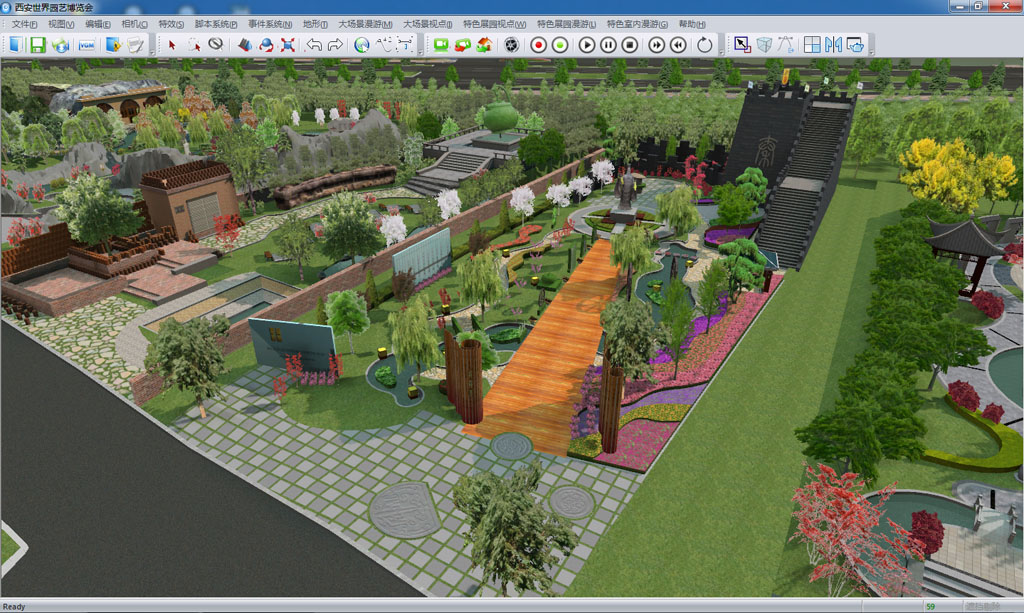 西安世界园艺博览会
文件(F) 视图(V) 编辑(E) 相机(C) 特效(S) 脚本系统(P) 事件系统(N) 地形(T) 大场景漫游(M) 大场景视点(I) 特色展园视点(W) 特色展园漫游(L) 特色室内漫游(G) 帮助(H)
VGM
秦
Ready 59